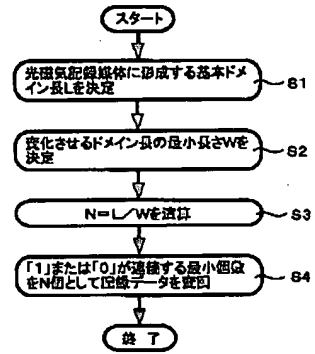 スタート
光磁気記録媒体に形成する基本ドメ
イン長Lを決定
S1
変化させるドメイン長の最小長さWを
決定
S2
N=L/Wを演算
S3
「1」または「0」が連続する最小個数
をN個として記録データを変調
S4
終了